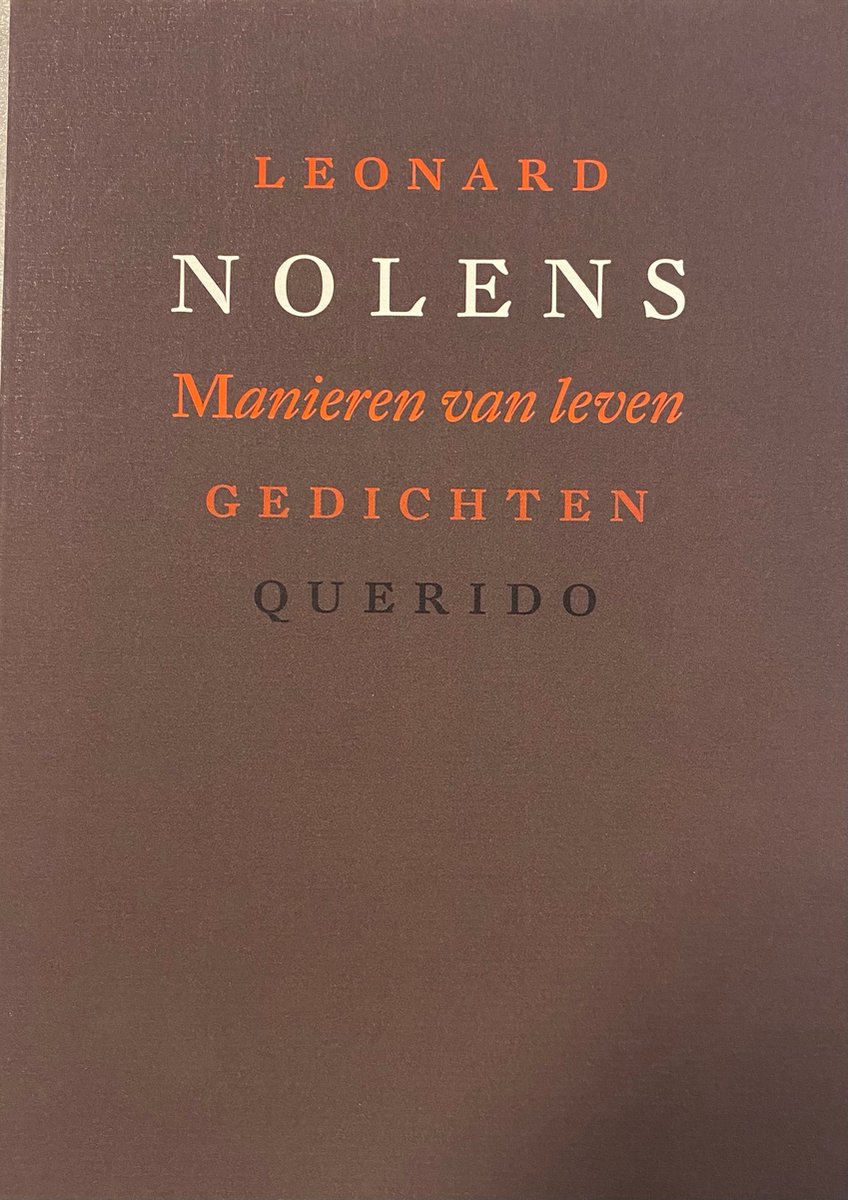 LEONARD
NOLENS
Manieren van leven
GEDICHTEN
QUERIDO